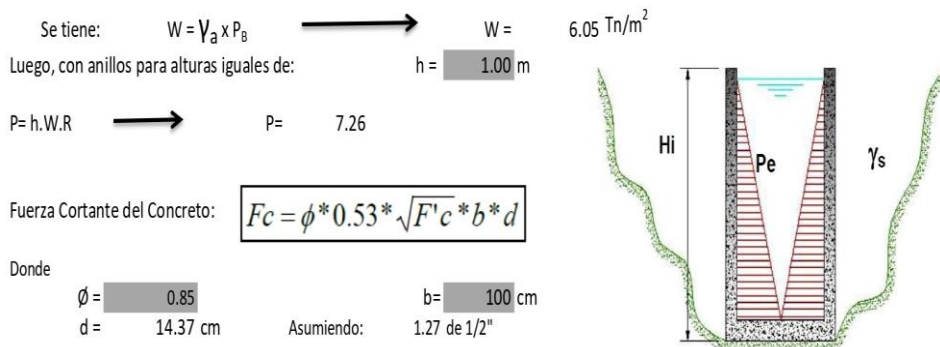 Se tiene: W = γa x PB W = 6.05 Tn/m²
Luego, con anillos para alturas iguales de: h = 1.00 m
P= h.W.R P= 7.26
Fuerza Cortante del Concreto: Fc = ϕ*0.53*√F'c*b*d
Donde
Ø = 0.85 b= 100 cm
d = 14.37 cm Asumiendo: 1.27 de 1/2"
Hi
Pe
γs